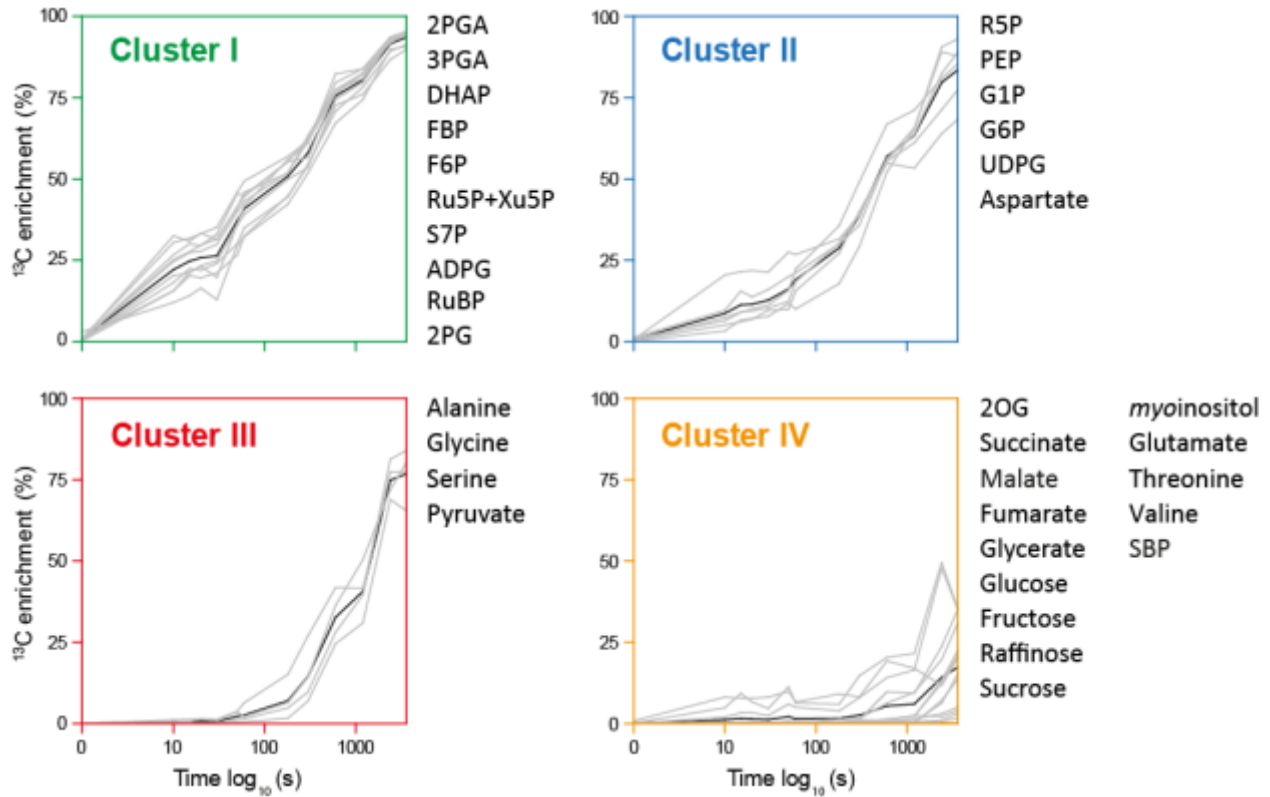 Cluster I
100
75
50
25
0
¹³C enrichment (%)
2PGA
3PGA
DHAP
FBP
F6P
Ru5P+Xu5P
S7P
ADPG
RuBP
2PG
Cluster II
100
75
50
25
0
¹³C enrichment (%)
R5P
PEP
G1P
G6P
UDPG
Aspartate
Cluster III
100
75
50
25
0
¹³C enrichment (%)
0 10 100 1000
Time log₁₀ (s)
Alanine
Glycine
Serine
Pyruvate
Cluster IV
100
75
50
25
0
¹³C enrichment (%)
0 10 100 1000
Time log₁₀ (s)
2OG
Succinate
Malate
Fumarate
Glycerate
Glucose
Fructose
Raffinose
Sucrose
myoinositol
Glutamate
Threonine
Valine
SBP